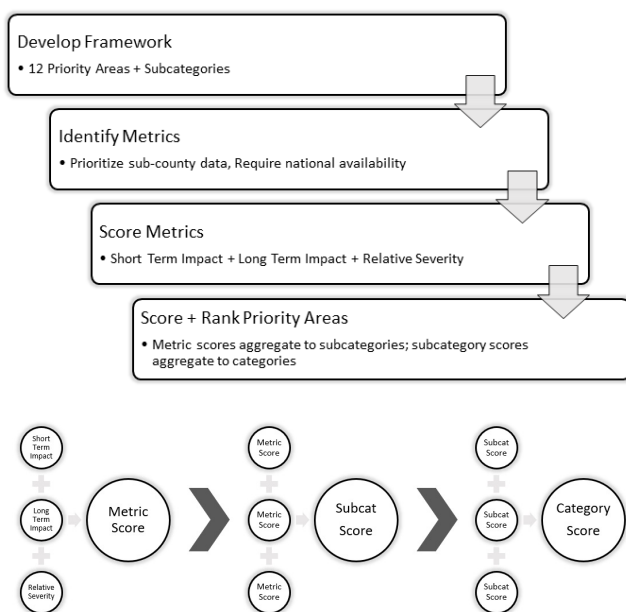 Develop Framework
• 12 Priority Areas + Subcategories
Identify Metrics
• Prioritize sub-county data, Require national availability
Score Metrics
• Short Term Impact + Long Term Impact + Relative Severity
Score + Rank Priority Areas
• Metric scores aggregate to subcategories; subcategory scores
aggregate to categories
Short
Term
Impact
Long
Term
Impact
Relative
Severity
Metric
Score
Metric
Score
Metric
Score
Metric
Score
Subcat
Score
Subcat
Score
Subcat
Score
Subcat
Score
Category
Score